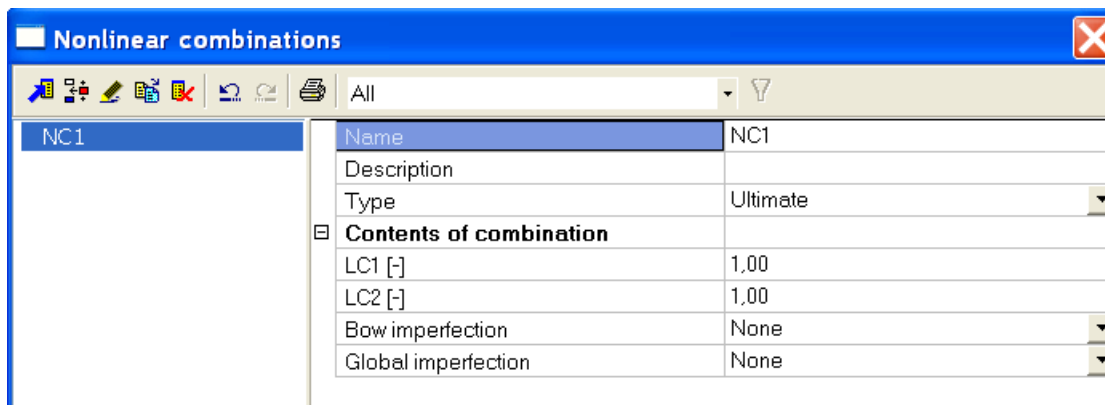 Nonlinear combinations
All
NC1
Name NC1
Description
Type Ultimate
Contents of combination
LC1 [-] 1,00
LC2 [-] 1,00
Bow imperfection None
Global imperfection None